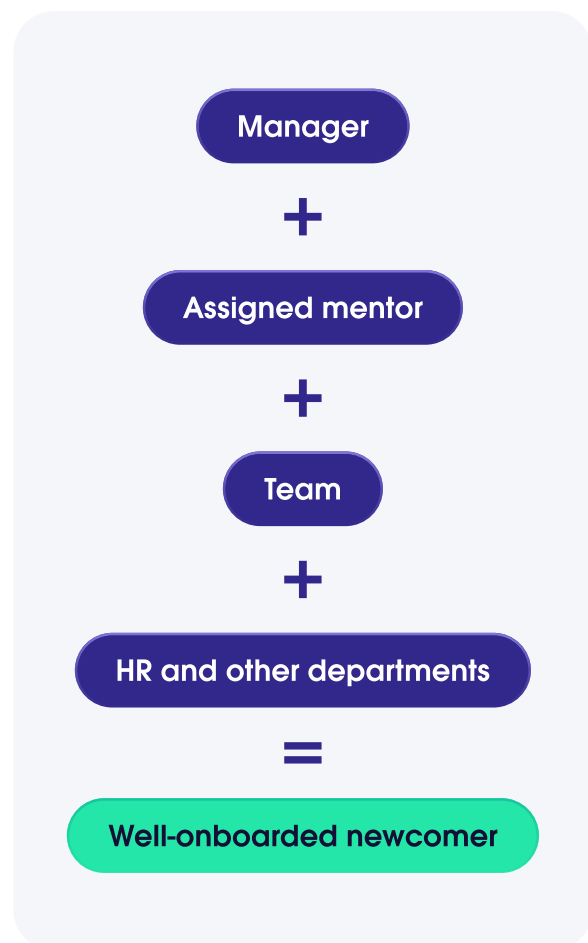 Manager
+
Assigned mentor
+
Team
+
HR and other departments
=
Well-onboarded newcomer